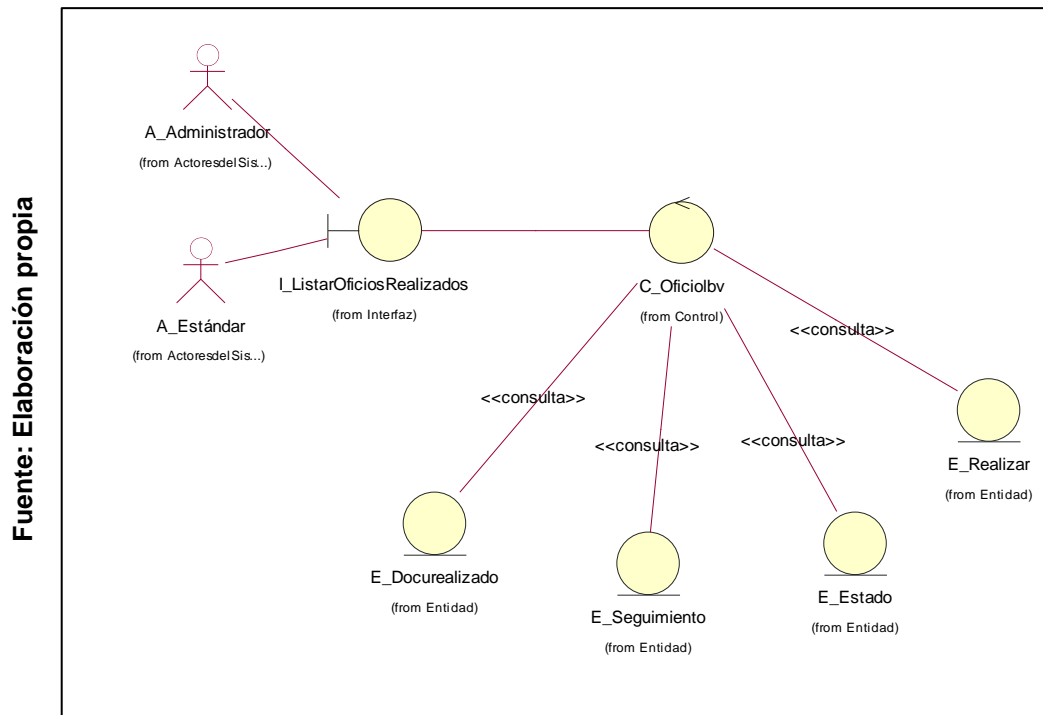 Fuente: Elaboración propia
A_Administrador
(from ActoresdelSis...)
A_Estándar
(from ActoresdelSis...)
I_ListarOficiosRealizados
(from Interfaz)
C_Oficiolbv
(from Control)
<<consulta>>
<<consulta>>
<<consulta>>
<<consulta>>
E_Realizar
(from Entidad)
E_Docurealizado
(from Entidad)
E_Seguimiento
(from Entidad)
E_Estado
(from Entidad)